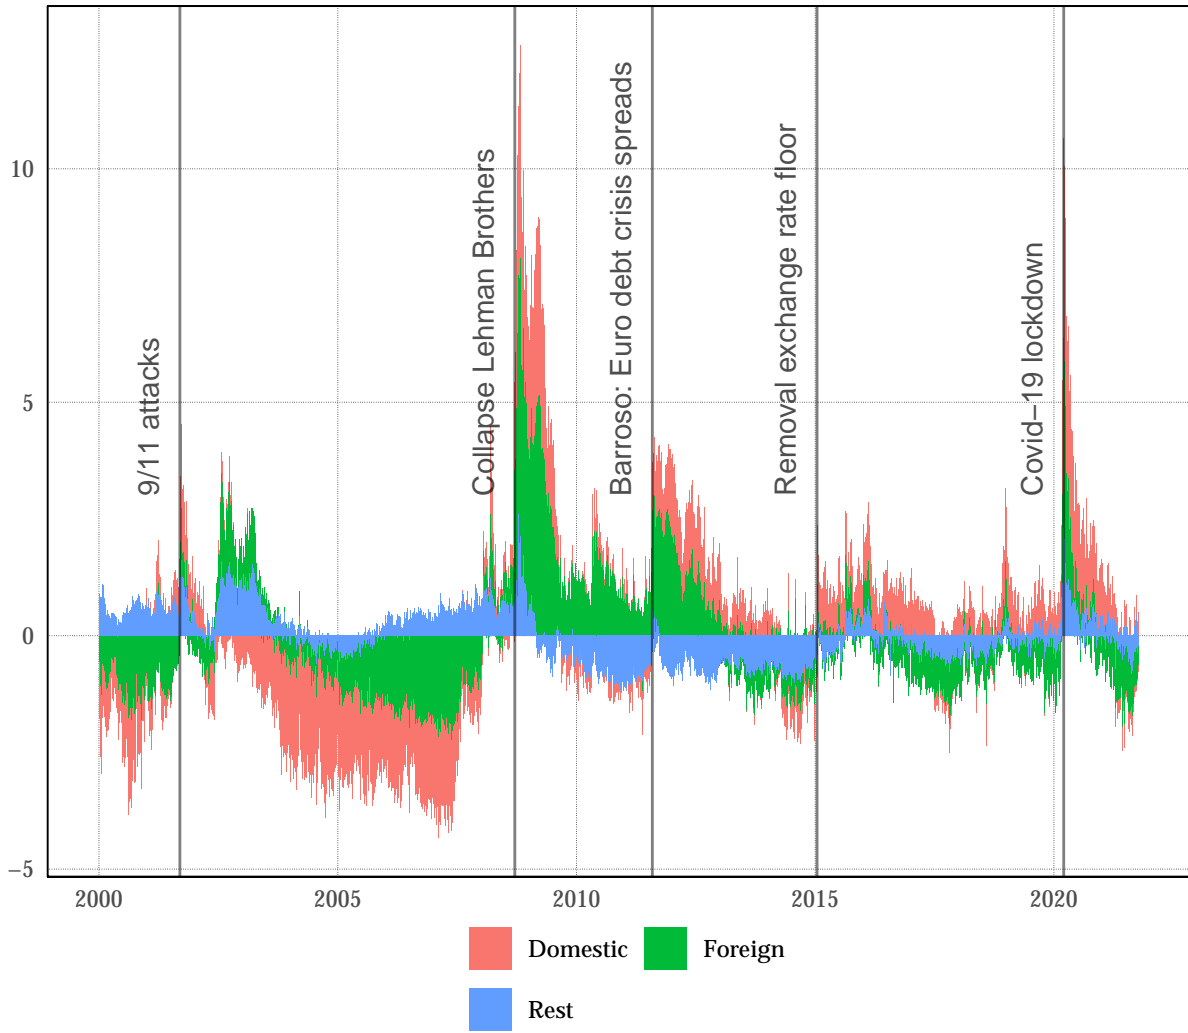 10
5
0
−5
9/11 attacks
Collapse Lehman Brothers
Barroso: Euro debt crisis spreads
Removal exchange rate floor
Covid−19 lockdown
2000
2005
2010
2015
2020
Domestic
Foreign
Rest